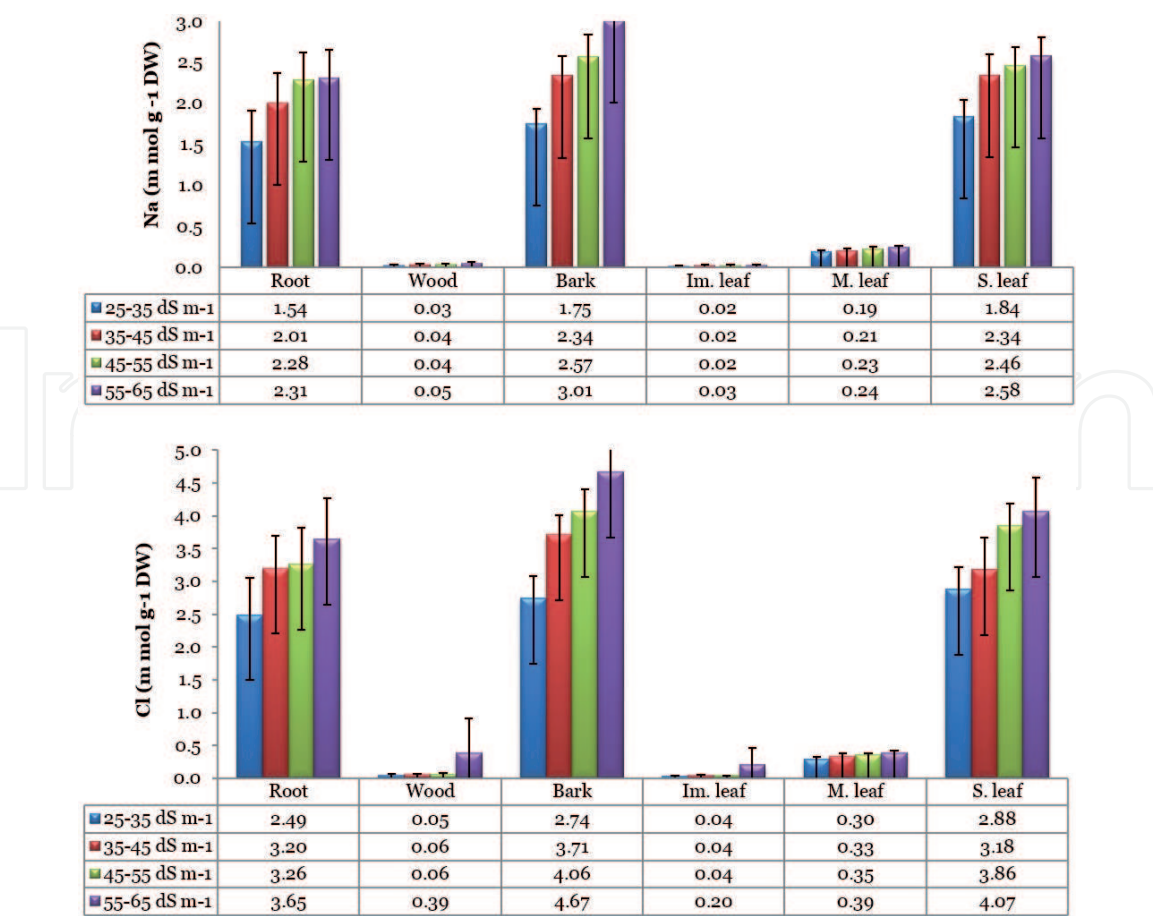 3.0
2.5
2.0
1.5
1.0
0.5
0.0
Na (m mol g -1 DW)
Root Wood Bark Im. leaf M. leaf S. leaf
25-35 dS m-1 1.54 0.03 1.75 0.02 0.19 1.84
35-45 dS m-1 2.01 0.04 2.34 0.02 0.21 2.34
45-55 dS m-1 2.28 0.04 2.57 0.02 0.23 2.46
55-65 dS m-1 2.31 0.05 3.01 0.03 0.24 2.58
5.0
4.5
4.0
3.5
3.0
2.5
2.0
1.5
1.0
0.5
0.0
Cl (m mol g-1 DW)
Root Wood Bark Im. leaf M. leaf S. leaf
25-35 dS m-1 2.49 0.05 2.74 0.04 0.30 2.88
35-45 dS m-1 3.20 0.06 3.71 0.04 0.33 3.18
45-55 dS m-1 3.26 0.06 4.06 0.04 0.35 3.86
55-65 dS m-1 3.65 0.39 4.67 0.20 0.39 4.07